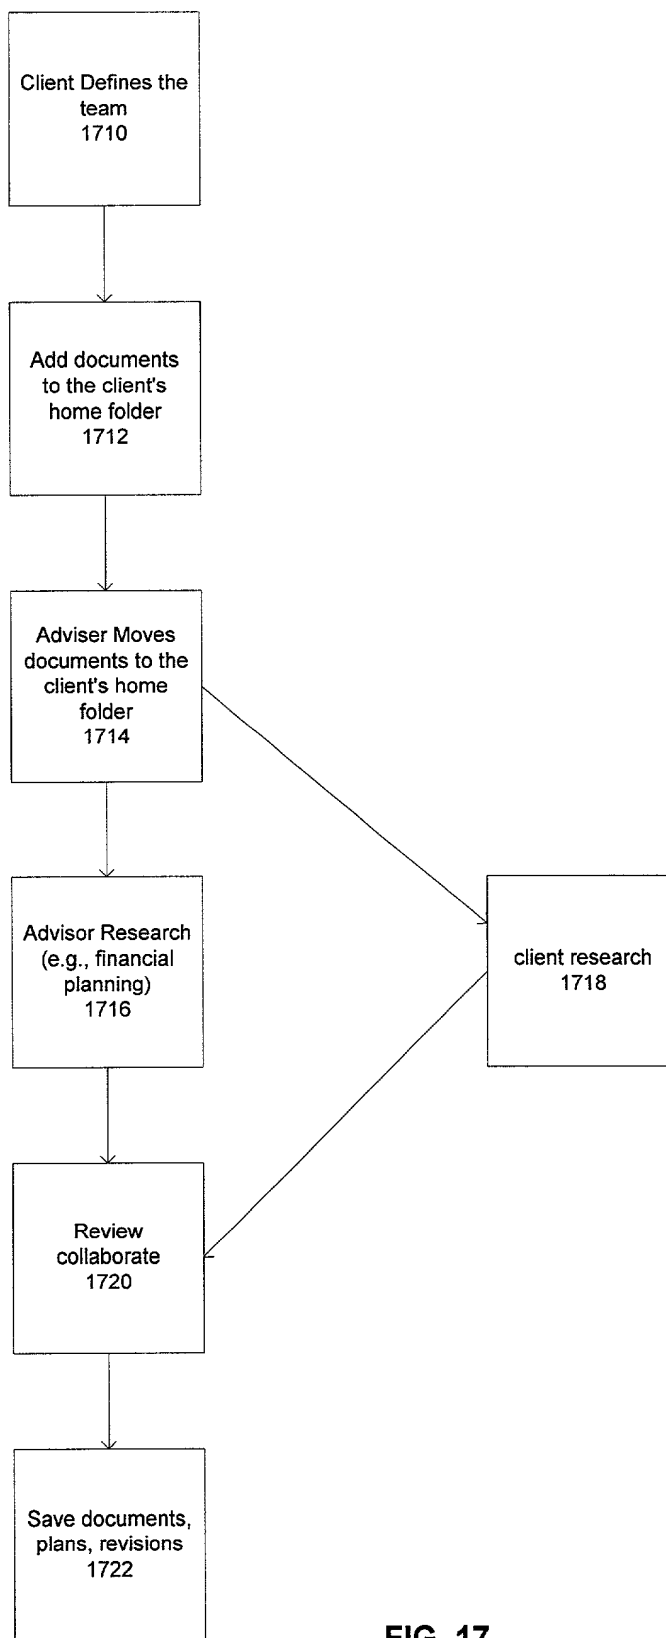 Client Defines the
team
1710
Add documents
to the client's
home folder
1712
Adviser Moves
documents to the
client's home
folder
1714
Advisor Research
(e.g., financial
planning)
1716
client research
1718
Review
collaborate
1720
Save documents,
plans, revisions
1722
FIG. 17